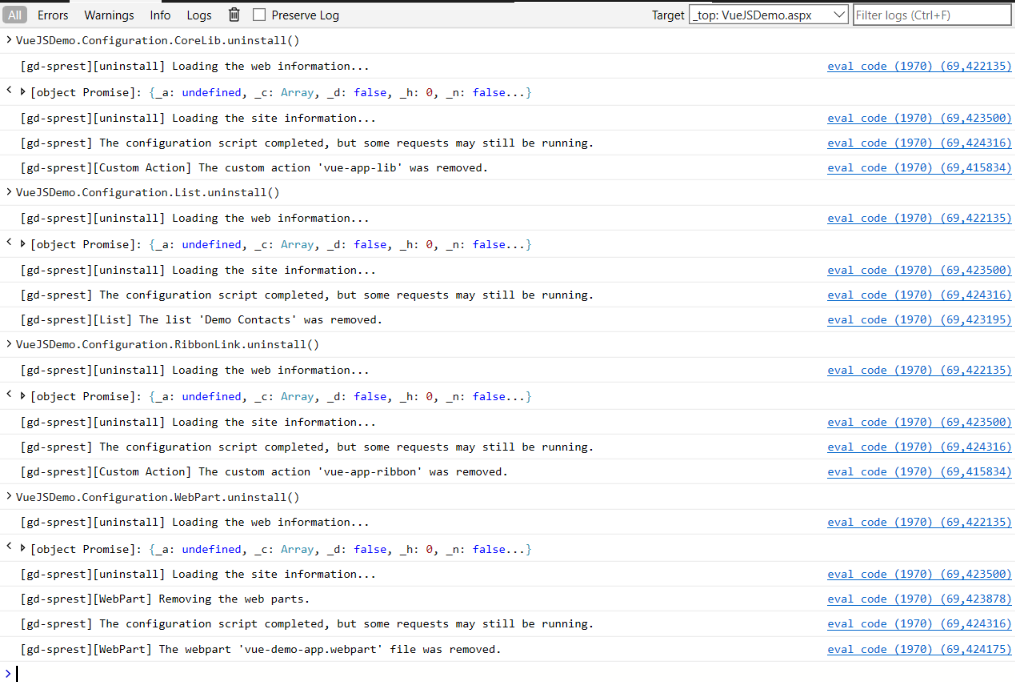 All Errors Warnings Info Logs Preserve Log Target _top: VueJSDemo.aspx Filter logs (Ctrl+F)
> VueJSDemo.Configuration.CoreLib.uninstall()
[gd-sprest][uninstall] Loading the web information... eval code (1970) (69,422135)
[object Promise]: {_a: undefined, _c: Array, _d: false, _h: 0, _n: false...}
[gd-sprest][uninstall] Loading the site information... eval code (1970) (69,423500)
[gd-sprest] The configuration script completed, but some requests may still be running. eval code (1970) (69,424316)
[gd-sprest][Custom Action] The custom action 'vue-app-lib' was removed. eval code (1970) (69,415834)
> VueJSDemo.Configuration.List.uninstall()
[gd-sprest][uninstall] Loading the web information... eval code (1970) (69,422135)
[object Promise]: {_a: undefined, _c: Array, _d: false, _h: 0, _n: false...}
[gd-sprest][uninstall] Loading the site information... eval code (1970) (69,423500)
[gd-sprest] The configuration script completed, but some requests may still be running. eval code (1970) (69,424316)
[gd-sprest][List] The list 'Demo Contacts' was removed. eval code (1970) (69,423195)
> VueJSDemo.Configuration.RibbonLink.uninstall()
[gd-sprest][uninstall] Loading the web information... eval code (1970) (69,422135)
[object Promise]: {_a: undefined, _c: Array, _d: false, _h: 0, _n: false...}
[gd-sprest][uninstall] Loading the site information... eval code (1970) (69,423500)
[gd-sprest] The configuration script completed, but some requests may still be running. eval code (1970) (69,424316)
[gd-sprest][Custom Action] The custom action 'vue-app-ribbon' was removed. eval code (1970) (69,415834)
> VueJSDemo.Configuration.WebPart.uninstall()
[gd-sprest][uninstall] Loading the web information... eval code (1970) (69,422135)
[object Promise]: {_a: undefined, _c: Array, _d: false, _h: 0, _n: false...}
[gd-sprest][uninstall] Loading the site information... eval code (1970) (69,423500)
[gd-sprest][WebPart] Removing the web parts. eval code (1970) (69,423878)
[gd-sprest] The configuration script completed, but some requests may still be running. eval code (1970) (69,424316)
[gd-sprest][WebPart] The webpart 'vue-demo-app.webpart' file was removed. eval code (1970) (69,424175)
>